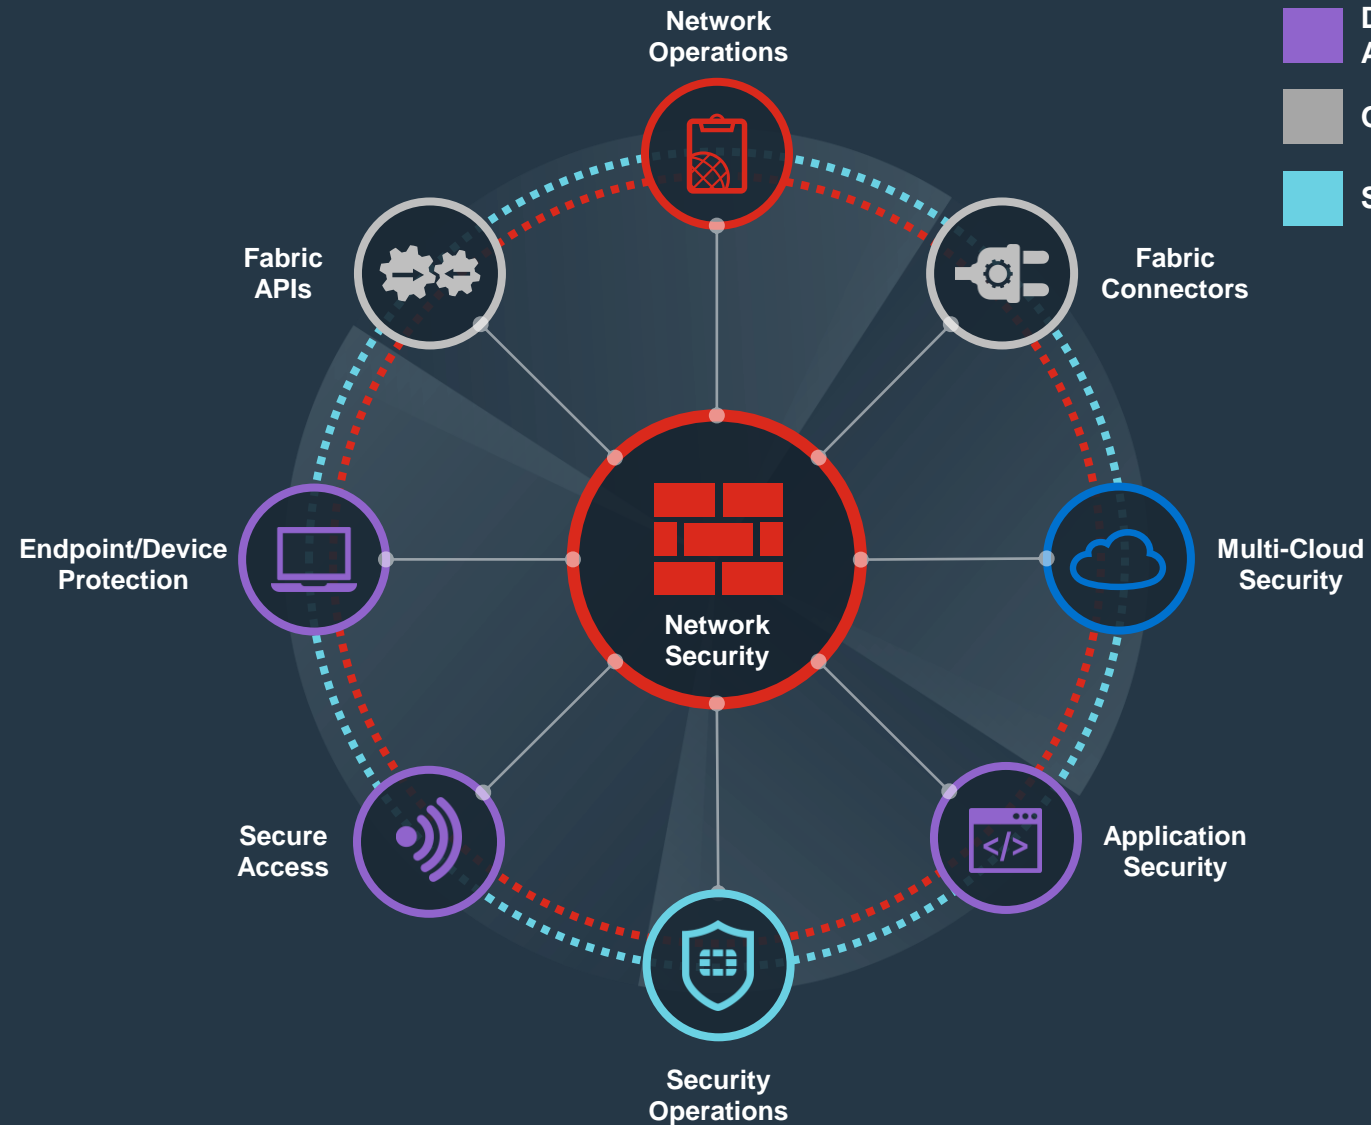 Network
Operations
Fabric
APIs
Fabric
Connectors
Endpoint/Device
Protection
Network
Security
Multi-Cloud
Security
Secure
Access
</>
Application
Security
Security
Operations